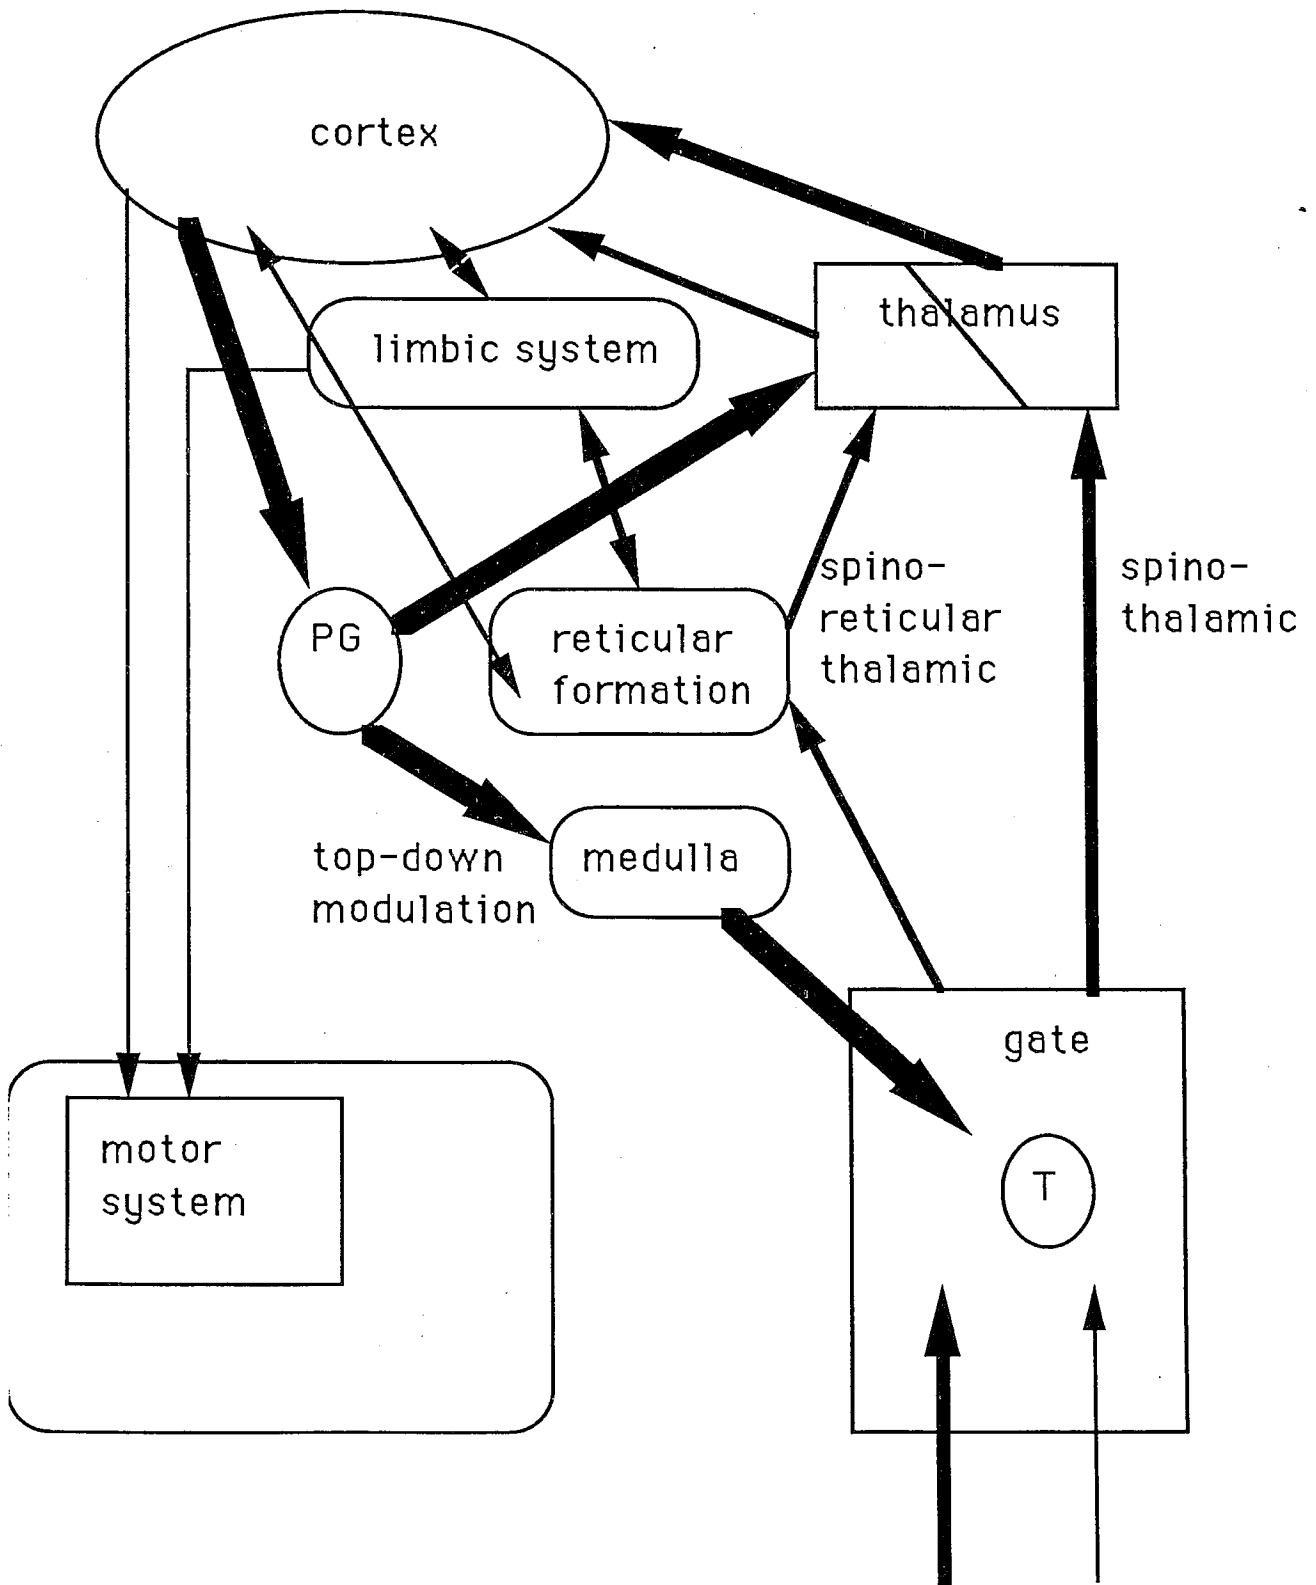 cortex
thalamus
limbic system
spino-
reticular
thalamic
spino-
thalamic
PG
reticular
formation
top-down
modulation
medulla
gate
T
motor
system